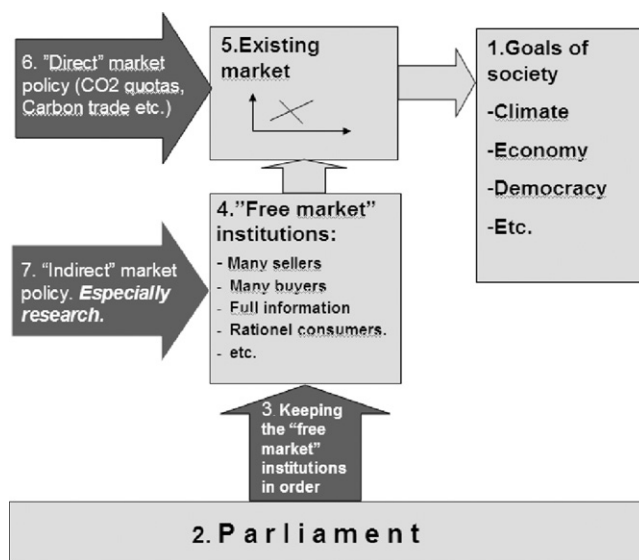 6. "Direct" market
policy (CO2 quotas,
Carbon trade etc.)
5.Existing
market
1.Goals of
society
-Climate
-Economy
-Democracy
-Etc.
7. "Indirect" market
policy. Especially
research.
4."Free market"
institutions:
- Many sellers
- Many buyers
- Full information
- Rationel consumers.
- etc.
3. Keeping
the "free
market"
institutions
in order
2. Parliament